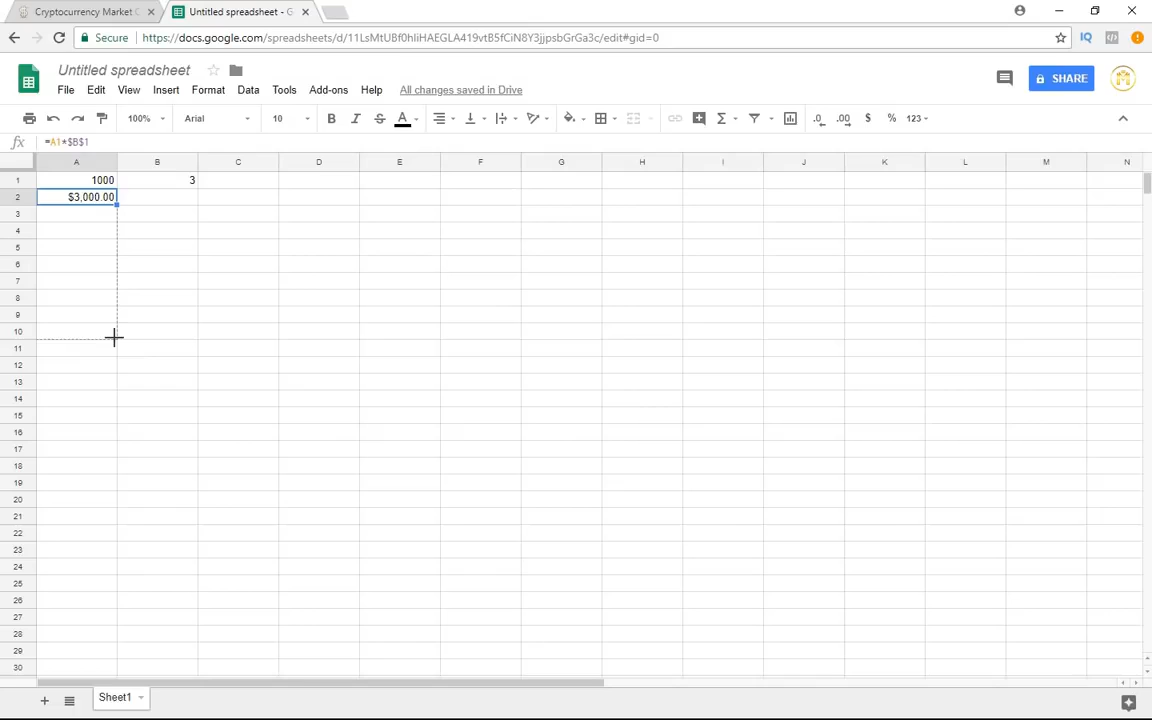 Cryptocurrency Market C
Untitled spreadsheet - G
Secure
https://docs.google.com/spreadsheets/d/11LsMtUBf0hliHAEGLA419vtB5fCiN8Y3jjpsbGrGa3c/edit#gid=0
IQ
Untitled spreadsheet
SHARE
File Edit View Insert Format Data Tools Add-ons Help All changes saved in Drive
100% Arial 10 B I S A Σ .0 .00 $ % 123
fx =A1*$B$1
A B C D E F G H I J K L M N
1 1000 3
2 $3,000.00
3
4
5
6
7
8
9
10
11
12
13
14
15
16
17
18
19
20
21
22
23
24
25
26
27
28
29
30
Sheet1